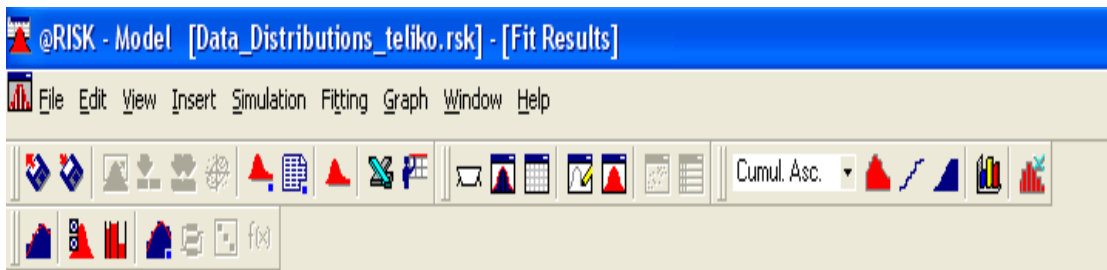 @RISK - Model [Data_Distributions_teliko.rsk] - [Fit Results]
File Edit View Insert Simulation Fitting Graph Window Help
Cumul. Asc.
f(x)